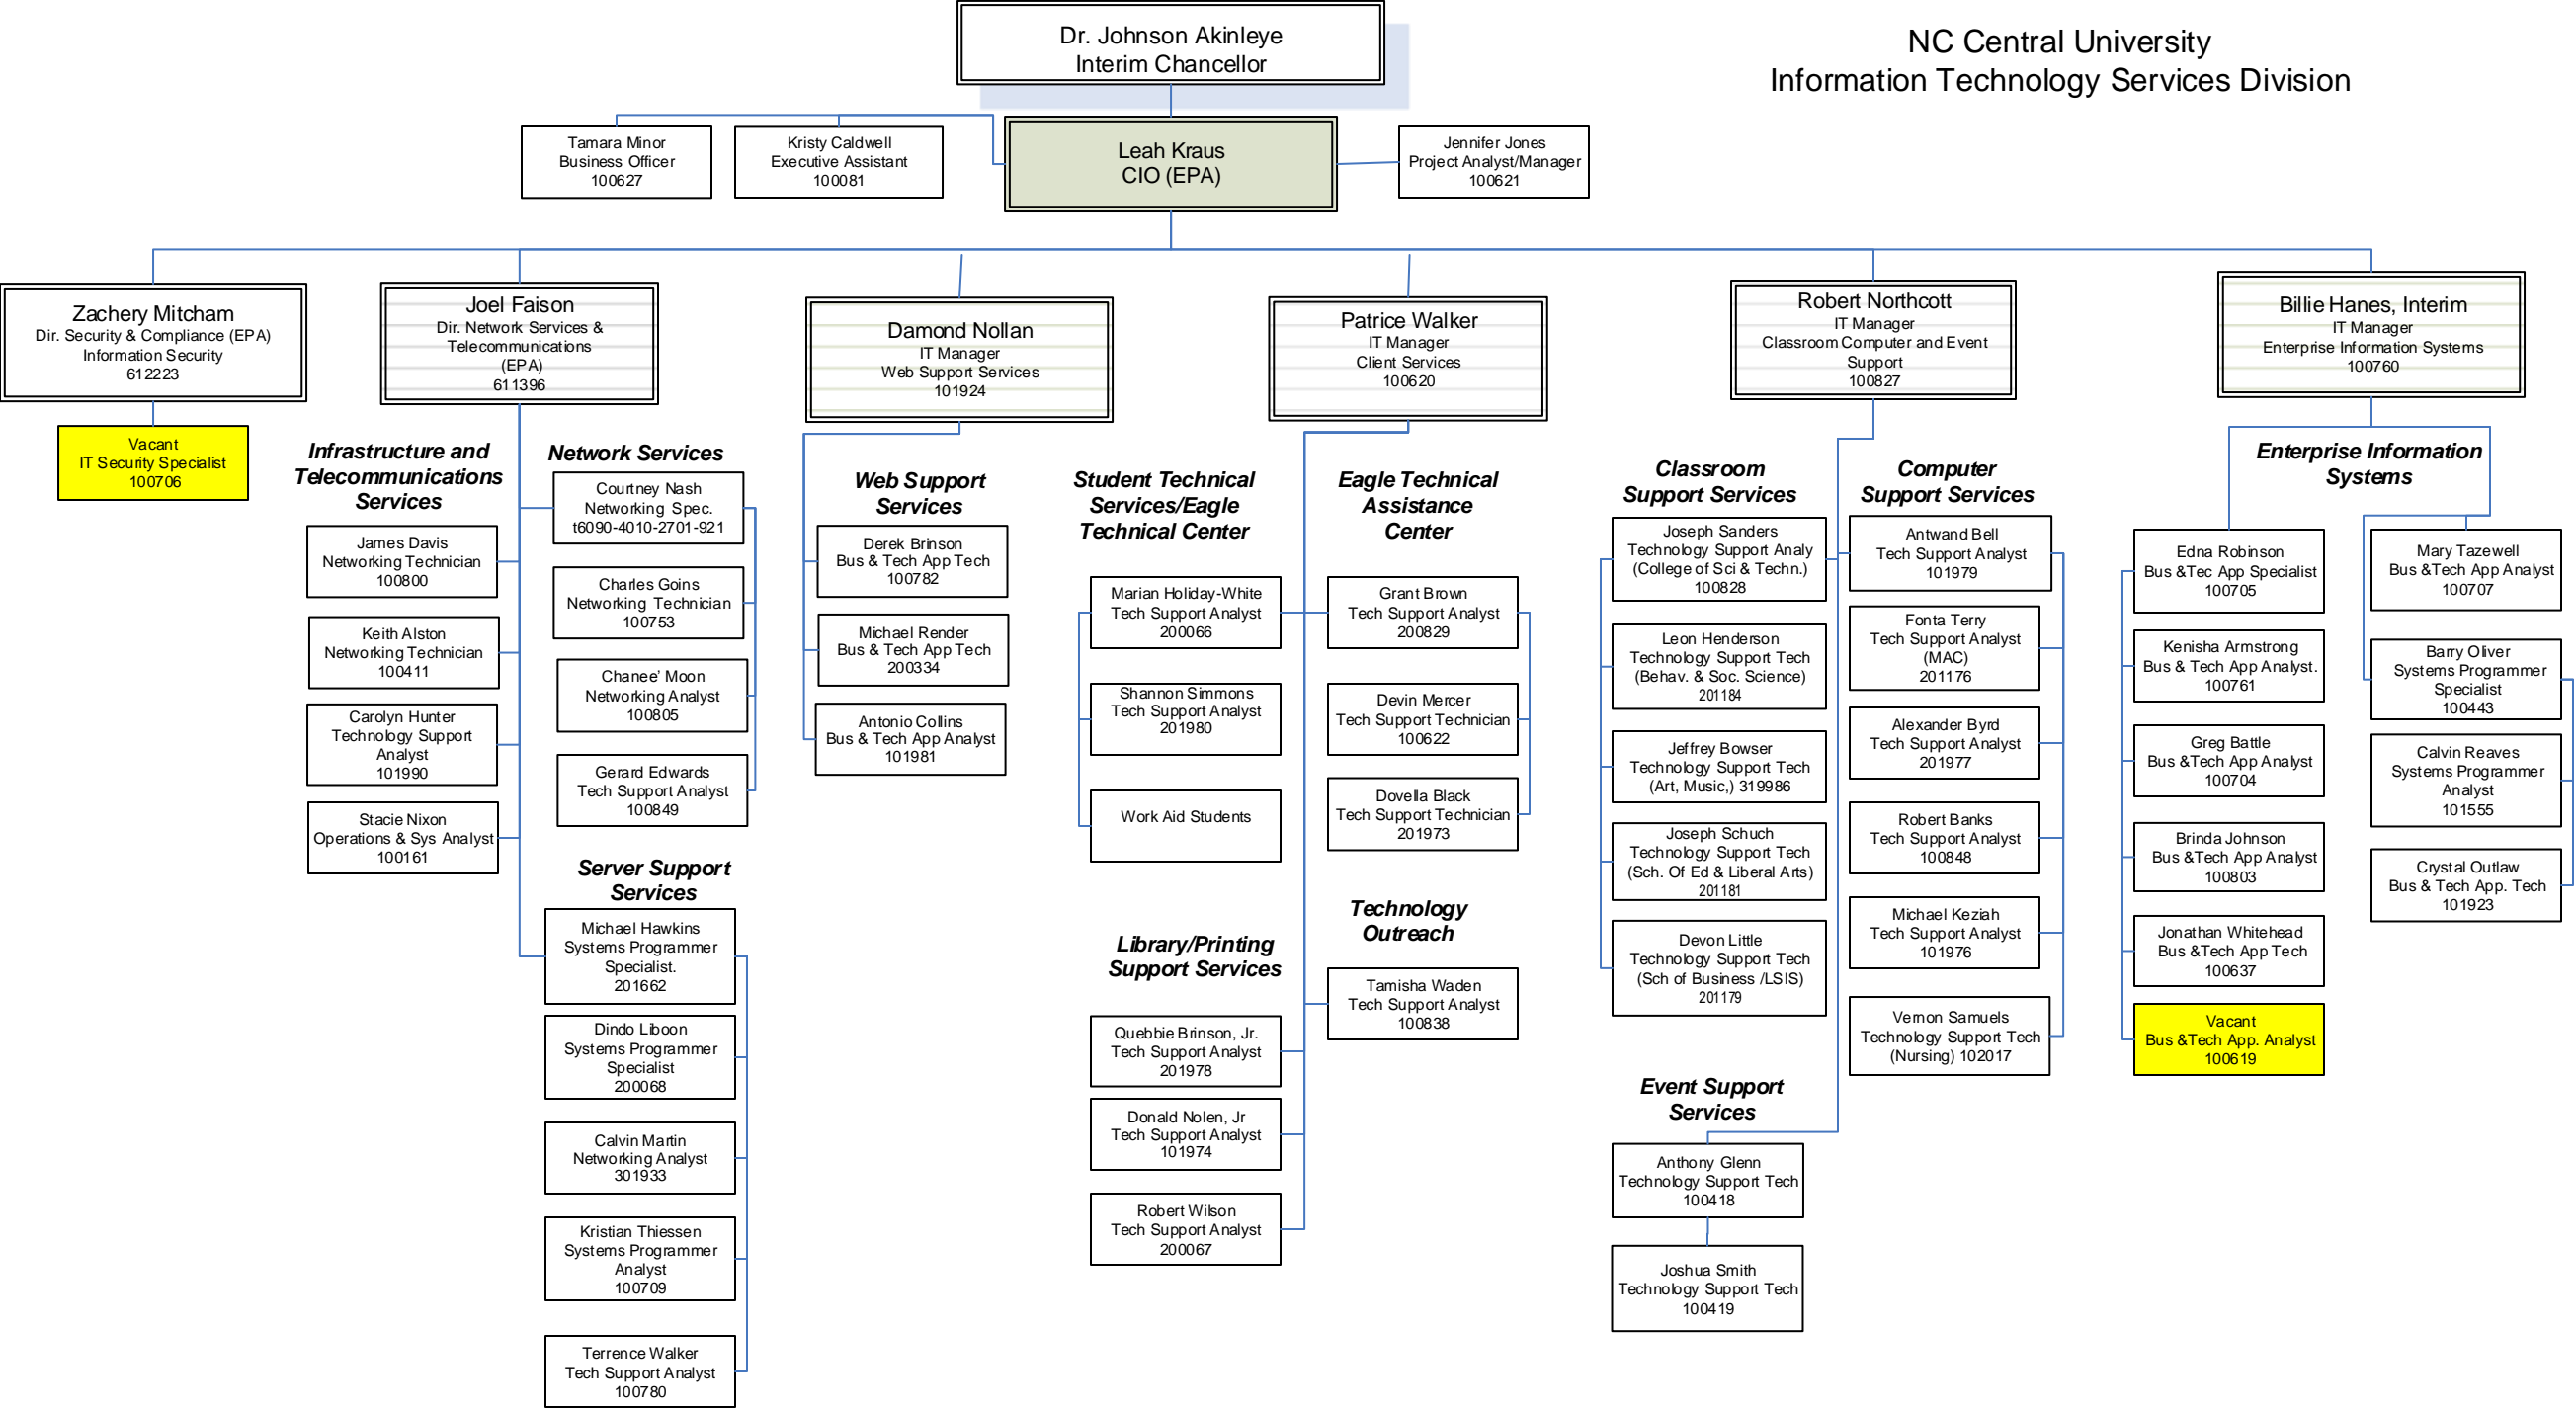 Dr. Johnson Akinleye
Interim Chancellor
NC Central University
Information Technology Services Division
Tamara Minor
Business Officer
100627
Kristy Caldwell
Executive Assistant
100081
Leah Kraus
CIO (EPA)
Jennifer Jones
Project Analyst/Manager
100621
Zachery Mitcham
Dir. Security & Compliance (EPA)
Information Security
612223
Vacant
IT Security Specialist
100706
Joel Faison
Dir. Network Services &
Telecommunications
(EPA)
611396
Infrastructure and
Telecommunications
Services
James Davis
Networking Technician
100800
Keith Alston
Networking Technician
100411
Carolyn Hunter
Technology Support
Analyst
101990
Stacie Nixon
Operations & Sys Analyst
100161
Network Services
Courtney Nash
Networking Spec.
t6090-4010-2701-921
Charles Goins
Networking Technician
100753
Chanee’ Moon
Networking Analyst
100805
Gerard Edwards
Tech Support Analyst
100849
Server Support
Services
Michael Hawkins
Systems Programmer
Specialist.
201662
Dindo Liboon
Systems Programmer
Specialist
200068
Calvin Martin
Networking Analyst
301933
Kristian Thiessen
Systems Programmer
Analyst
100709
Terrence Walker
Tech Support Analyst
100780
Damond Nollan
IT Manager
Web Support Services
101924
Web Support
Services
Derek Brinson
Bus & Tech App Tech
100782
Michael Render
Bus & Tech App Tech
200334
Antonio Collins
Bus & Tech App Analyst
101981
Patrice Walker
IT Manager
Client Services
100620
Student Technical
Services/Eagle
Technical Center
Marian Holiday-White
Tech Support Analyst
200066
Shannon Simmons
Tech Support Analyst
201980
Work Aid Students
Library/Printing
Support Services
Quebbie Brinson, Jr.
Tech Support Analyst
201978
Donald Nolen, Jr
Tech Support Analyst
101974
Robert Wilson
Tech Support Analyst
200067
Eagle Technical
Assistance
Center
Grant Brown
Tech Support Analyst
200829
Devin Mercer
Tech Support Technician
100622
Dovella Black
Tech Support Technician
201973
Technology
Outreach
Tamisha Waden
Tech Support Analyst
100838
Robert Northcott
IT Manager
Classroom Computer and Event
Support
100827
Classroom
Support Services
Joseph Sanders
Technology Support Analy
(College of Sci & Techn.)
100828
Leon Henderson
Technology Support Tech
(Behav. & Soc. Science)
201184
Jeffrey Bowser
Technology Support Tech
(Art, Music,) 319986
Joseph Schuch
Technology Support Tech
(Sch. Of Ed & Liberal Arts)
201181
Devon Little
Technology Support Tech
(Sch of Business /LSIS)
201179
Event Support
Services
Anthony Glenn
Technology Support Tech
100418
Joshua Smith
Technology Support Tech
100419
Computer
Support Services
Antwand Bell
Tech Support Analyst
101979
Fonta Terry
Tech Support Analyst
(MAC)
201176
Alexander Byrd
Tech Support Analyst
201977
Robert Banks
Tech Support Analyst
100848
Michael Keziah
Tech Support Analyst
101976
Vernon Samuels
Technology Support Tech
(Nursing) 102017
Billie Hanes, Interim
IT Manager
Enterprise Information Systems
100760
Enterprise Information
Systems
Edna Robinson
Bus &Tec App Specialist
100705
Kenisha Armstrong
Bus & Tech App Analyst.
100761
Greg Battle
Bus &Tech App Analyst
100704
Brinda Johnson
Bus &Tech App Analyst
100803
Jonathan Whitehead
Bus &Tech App Tech
100637
Vacant
Bus &Tech App. Analyst
100619
Mary Tazewell
Bus &Tech App Analyst
100707
Barry Oliver
Systems Programmer
Specialist
100443
Calvin Reaves
Systems Programmer
Analyst
101555
Crystal Outlaw
Bus & Tech App. Tech
101923